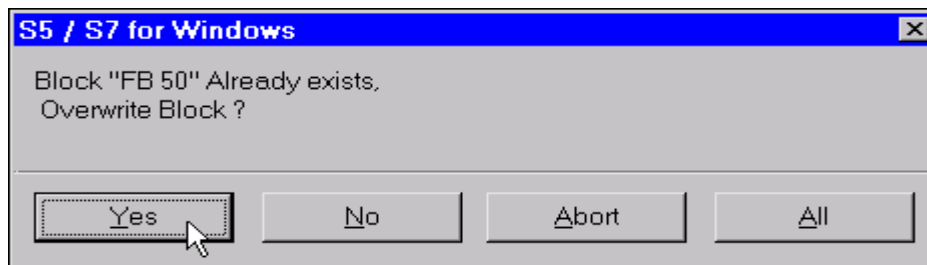 S5 / S7 for Windows
Block "FB 50" Already exists,
Overwrite Block ?
Yes No Abort All